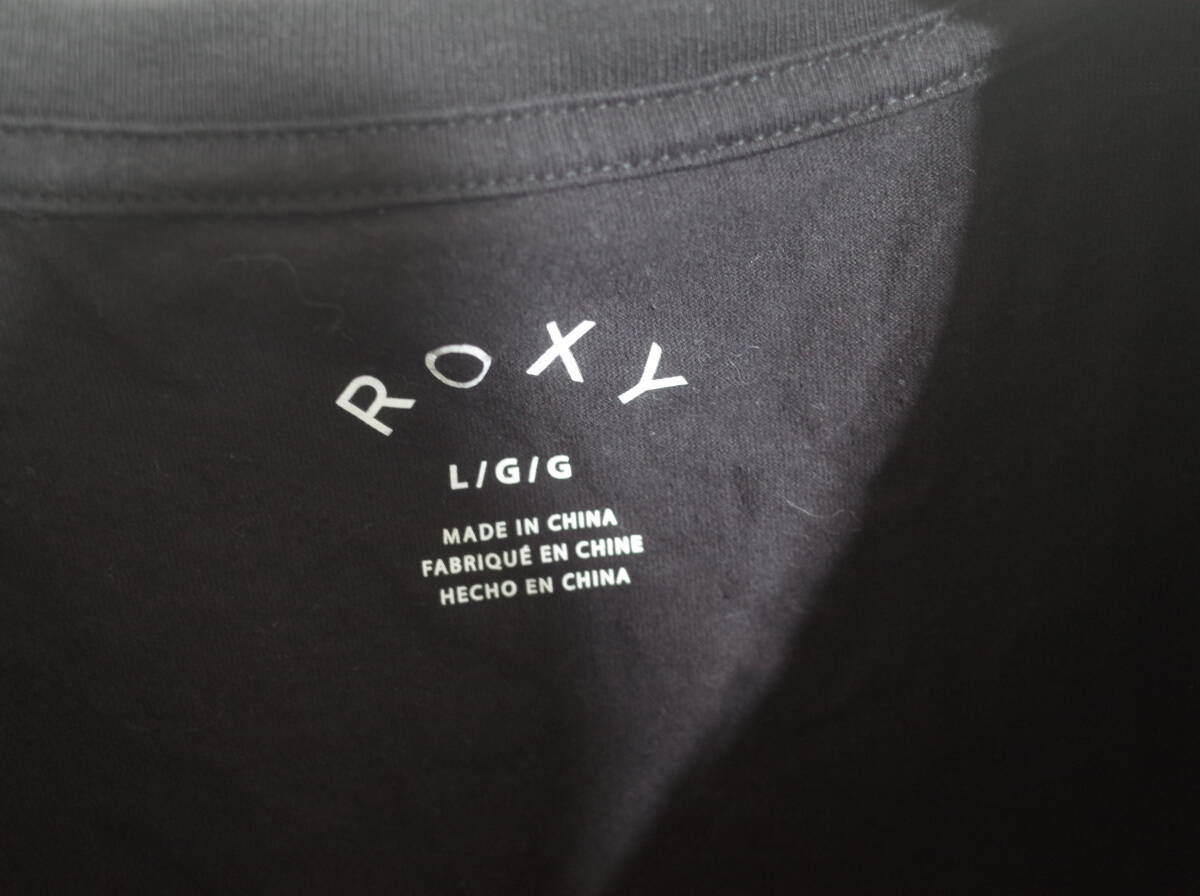 ROXY
L/G/G
MADE IN CHINA
FABRIQUÉ EN CHINE
HECHO EN CHINA